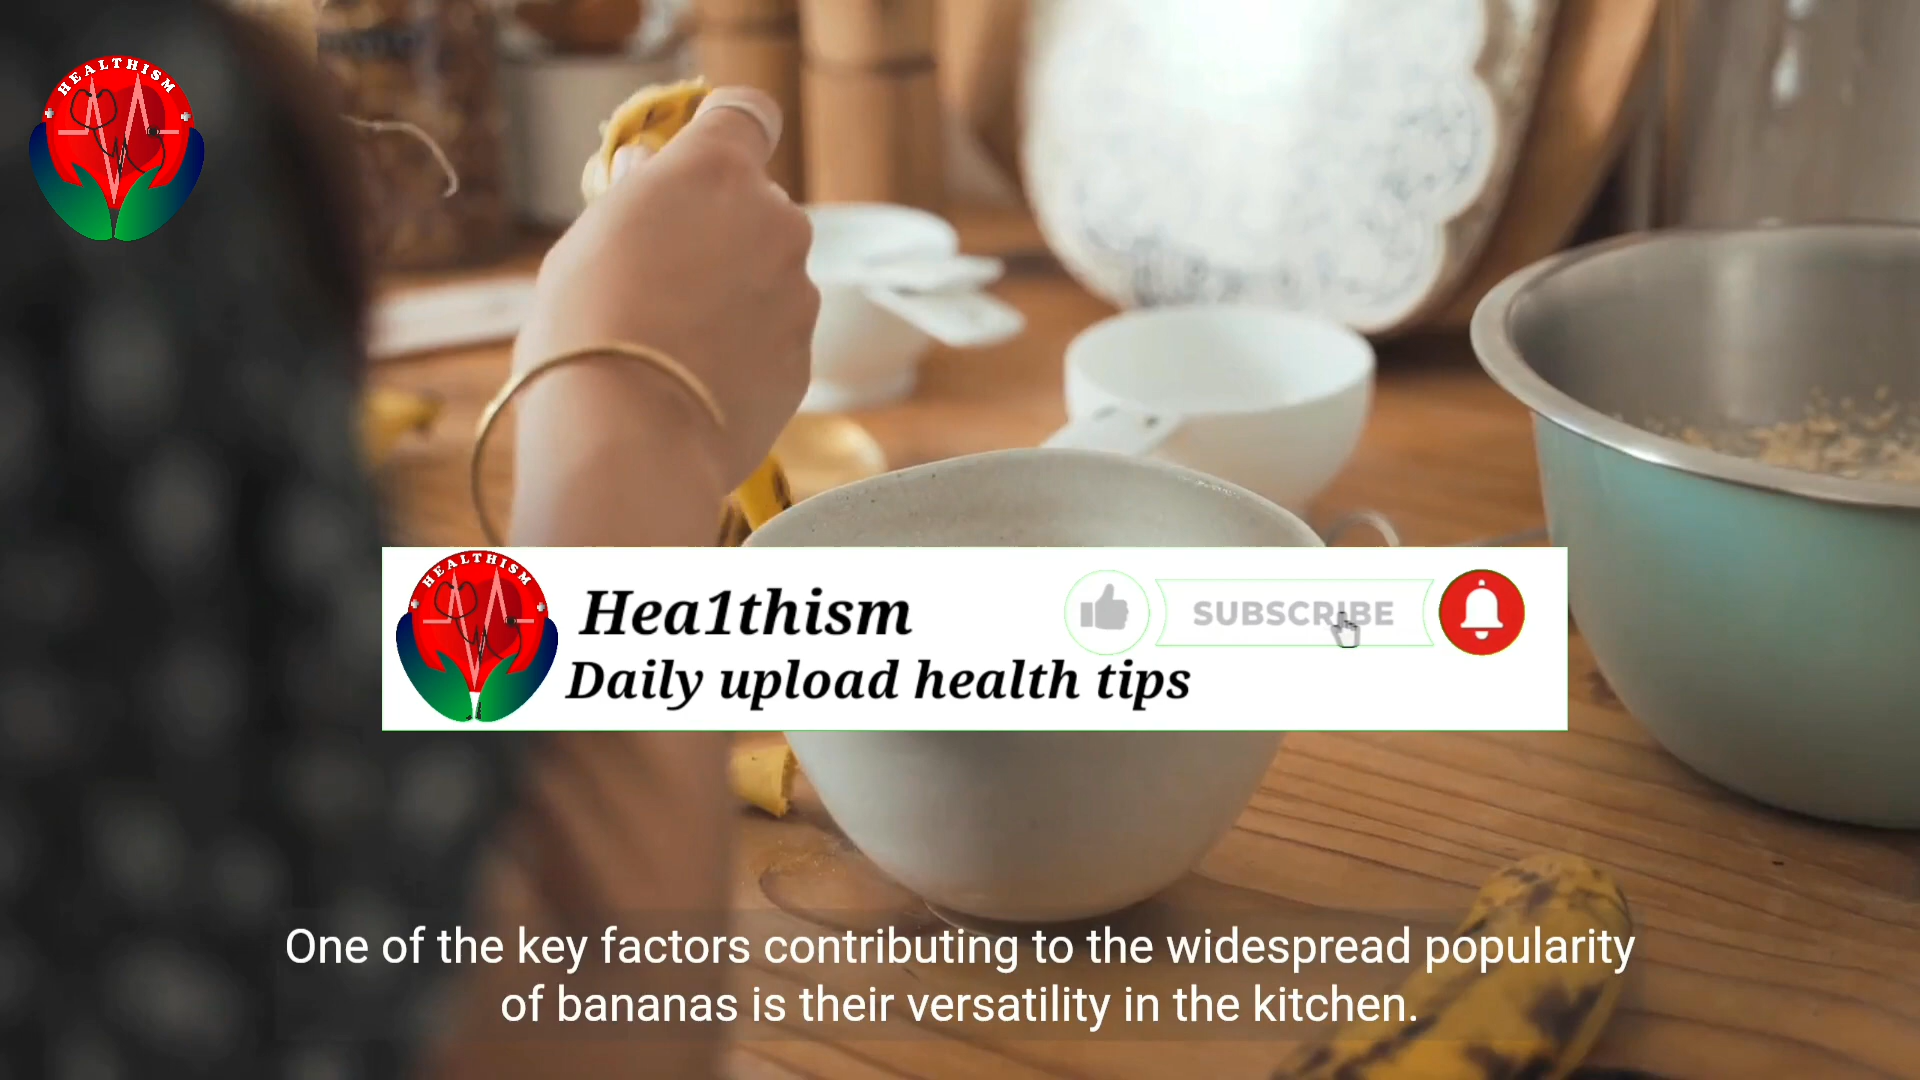 HEALTHISM
HEALTHISM
Hea1thism
SUBSCRIBE
Daily upload health tips
One of the key factors contributing to the widespread popularity
of bananas is their versatility in the kitchen.